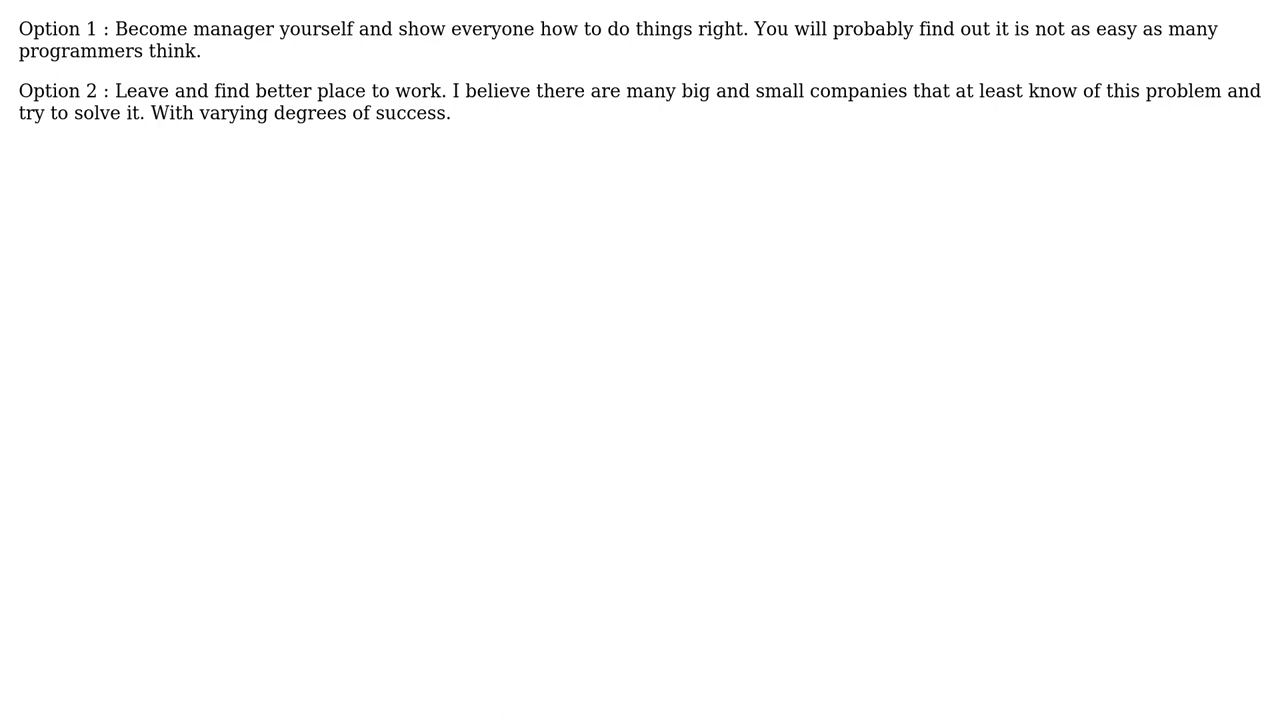 Option 1 : Become manager yourself and show everyone how to do things right. You will probably find out it is not as easy as many
programmers think.
Option 2 : Leave and find better place to work. I believe there are many big and small companies that at least know of this problem and
try to solve it. With varying degrees of success.